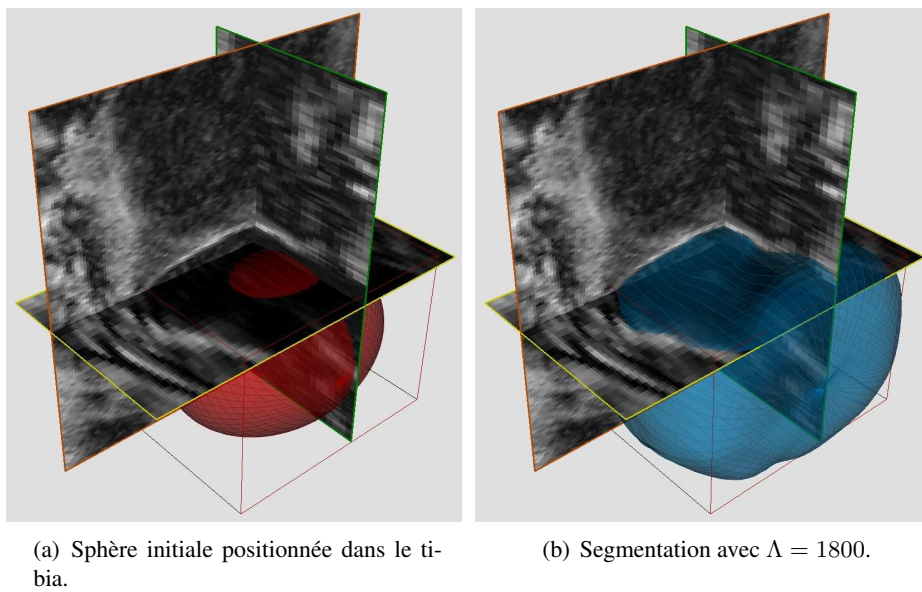 (a) Sphère initiale positionnée dans le ti-
bia.
(b) Segmentation avec Λ = 1800.